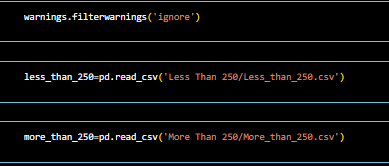 warnings.filterwarnings('ignore')
less_than_250=pd.read_csv('Less Than 250/Less_than_250.csv')
more_than_250=pd.read_csv('More Than 250/More_than_250.csv')